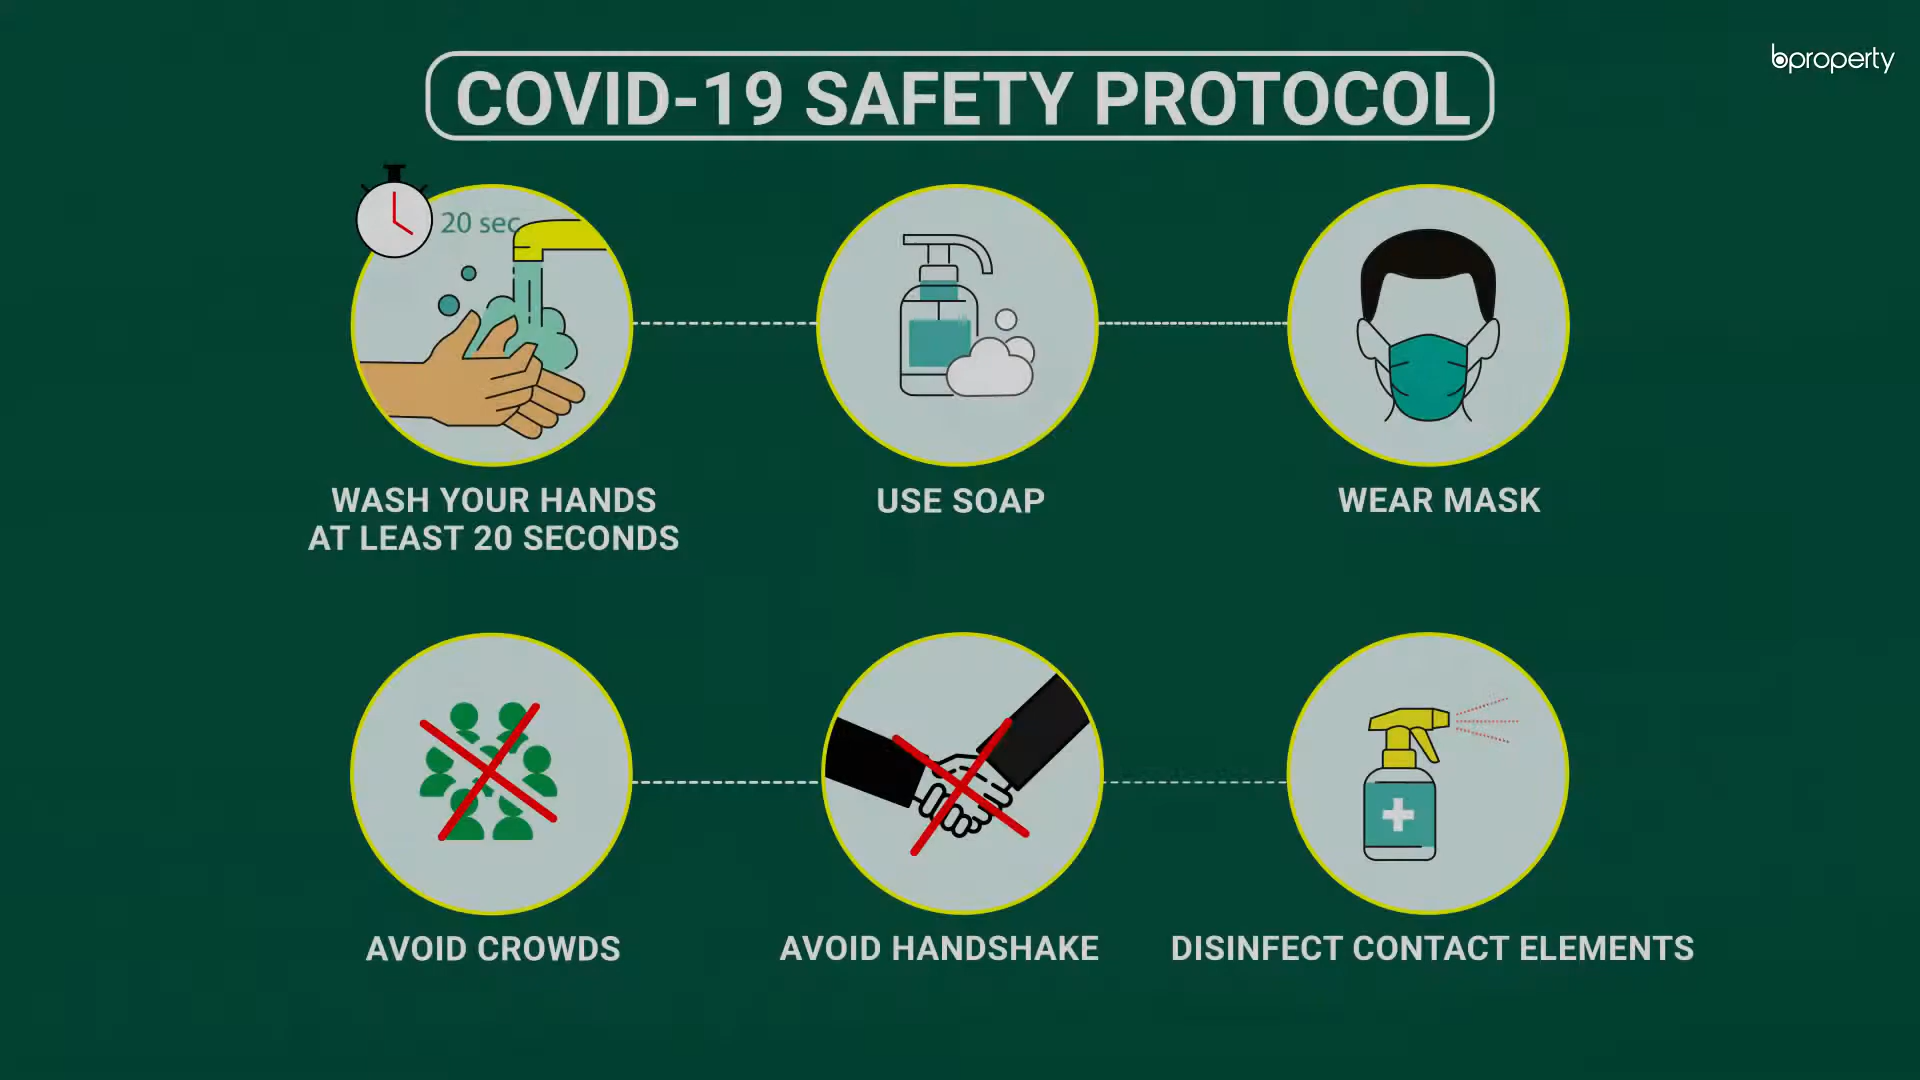 COVID-19 SAFETY PROTOCOL
bproperty
20 sec
WASH YOUR HANDS
AT LEAST 20 SECONDS
USE SOAP
WEAR MASK
AVOID CROWDS
AVOID HANDSHAKE
DISINFECT CONTACT ELEMENTS